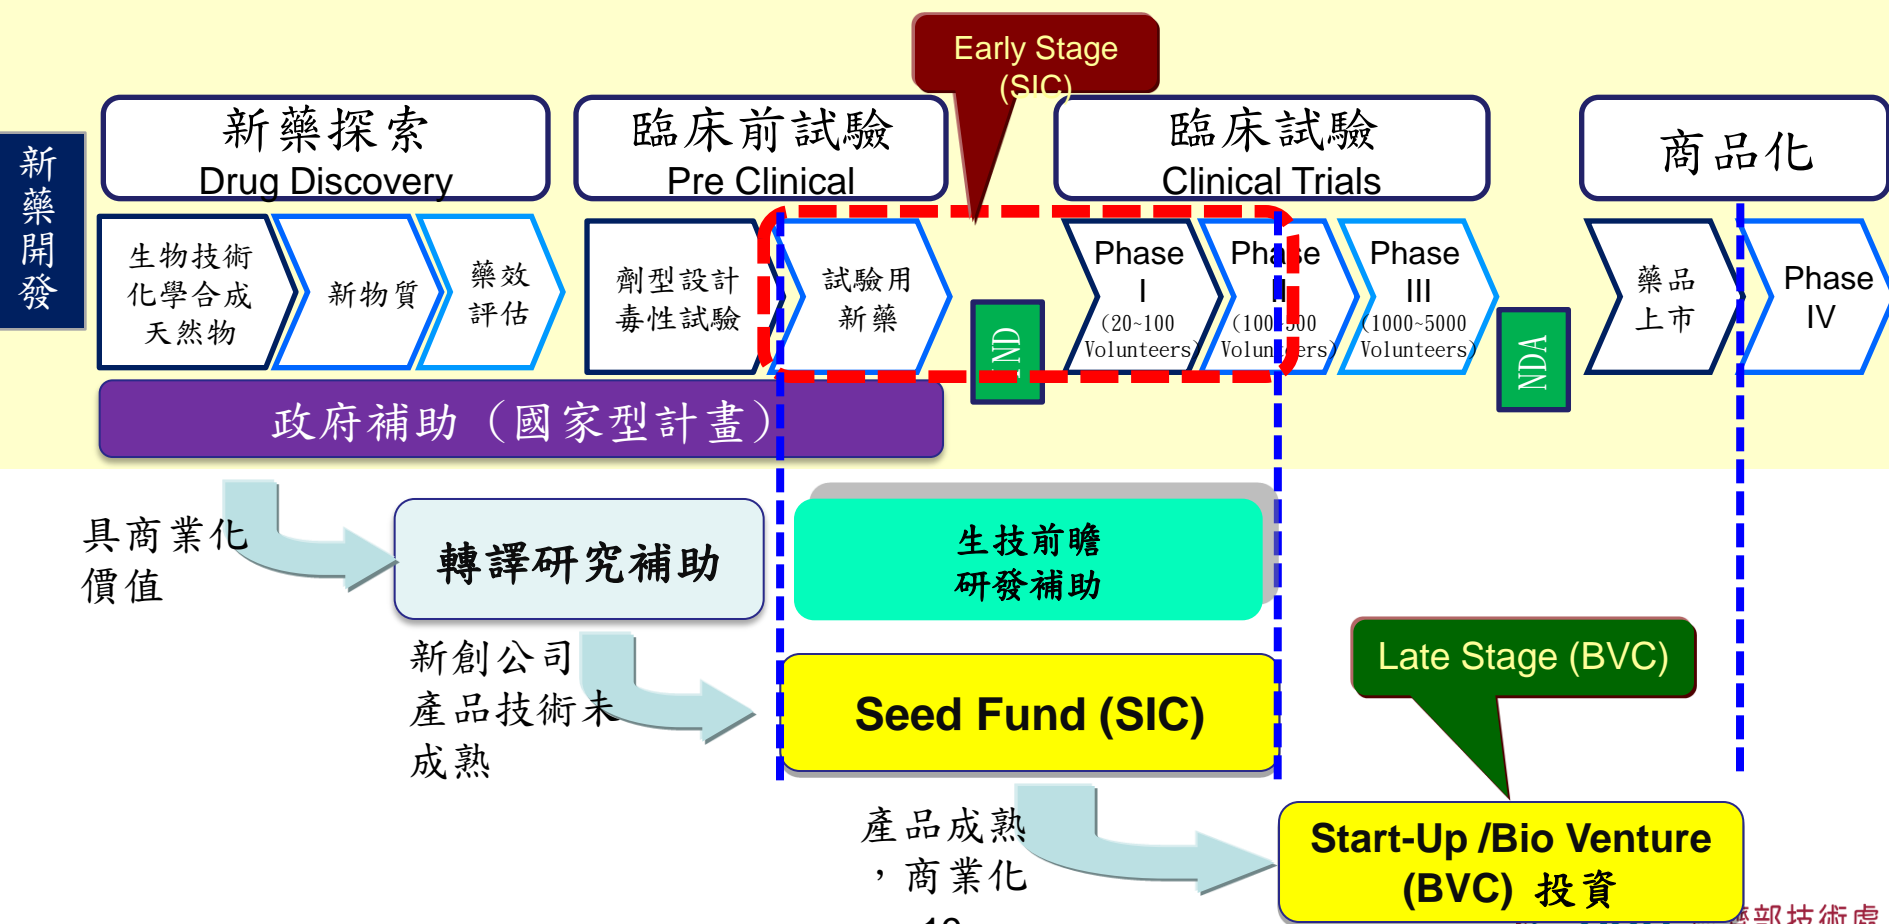 Early Stage
(SIC)
新藥開發
新藥探索
Drug Discovery
臨床前試驗
Pre Clinical
臨床試驗
Clinical Trials
商品化
生物技術
化學合成
天然物
新物質
藥效
評估
劑型設計
毒性試驗
試驗用
新藥
IND
Phase
I
(20~100
Volunteers)
Phase
II
(100~500
Volunteers)
Phase
III
(1000~5000
Volunteers)
NDA
藥品
上市
Phase
IV
政府補助（國家型計畫）
具商業化
價值
轉譯研究補助
生技前瞻
研發補助
新創公司
產品技術未
成熟
Seed Fund (SIC)
Late Stage (BVC)
產品成熟
，商業化
Start-Up /Bio Venture
(BVC) 投資
部技術處